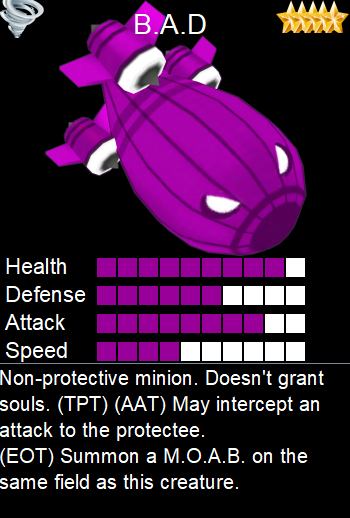 B.A.D
Health
Defense
Attack
Speed
Non-protective minion. Doesn't grant
souls. (TPT) (AAT) May intercept an
attack to the protectee.
(EOT) Summon a M.O.A.B. on the
same field as this creature.